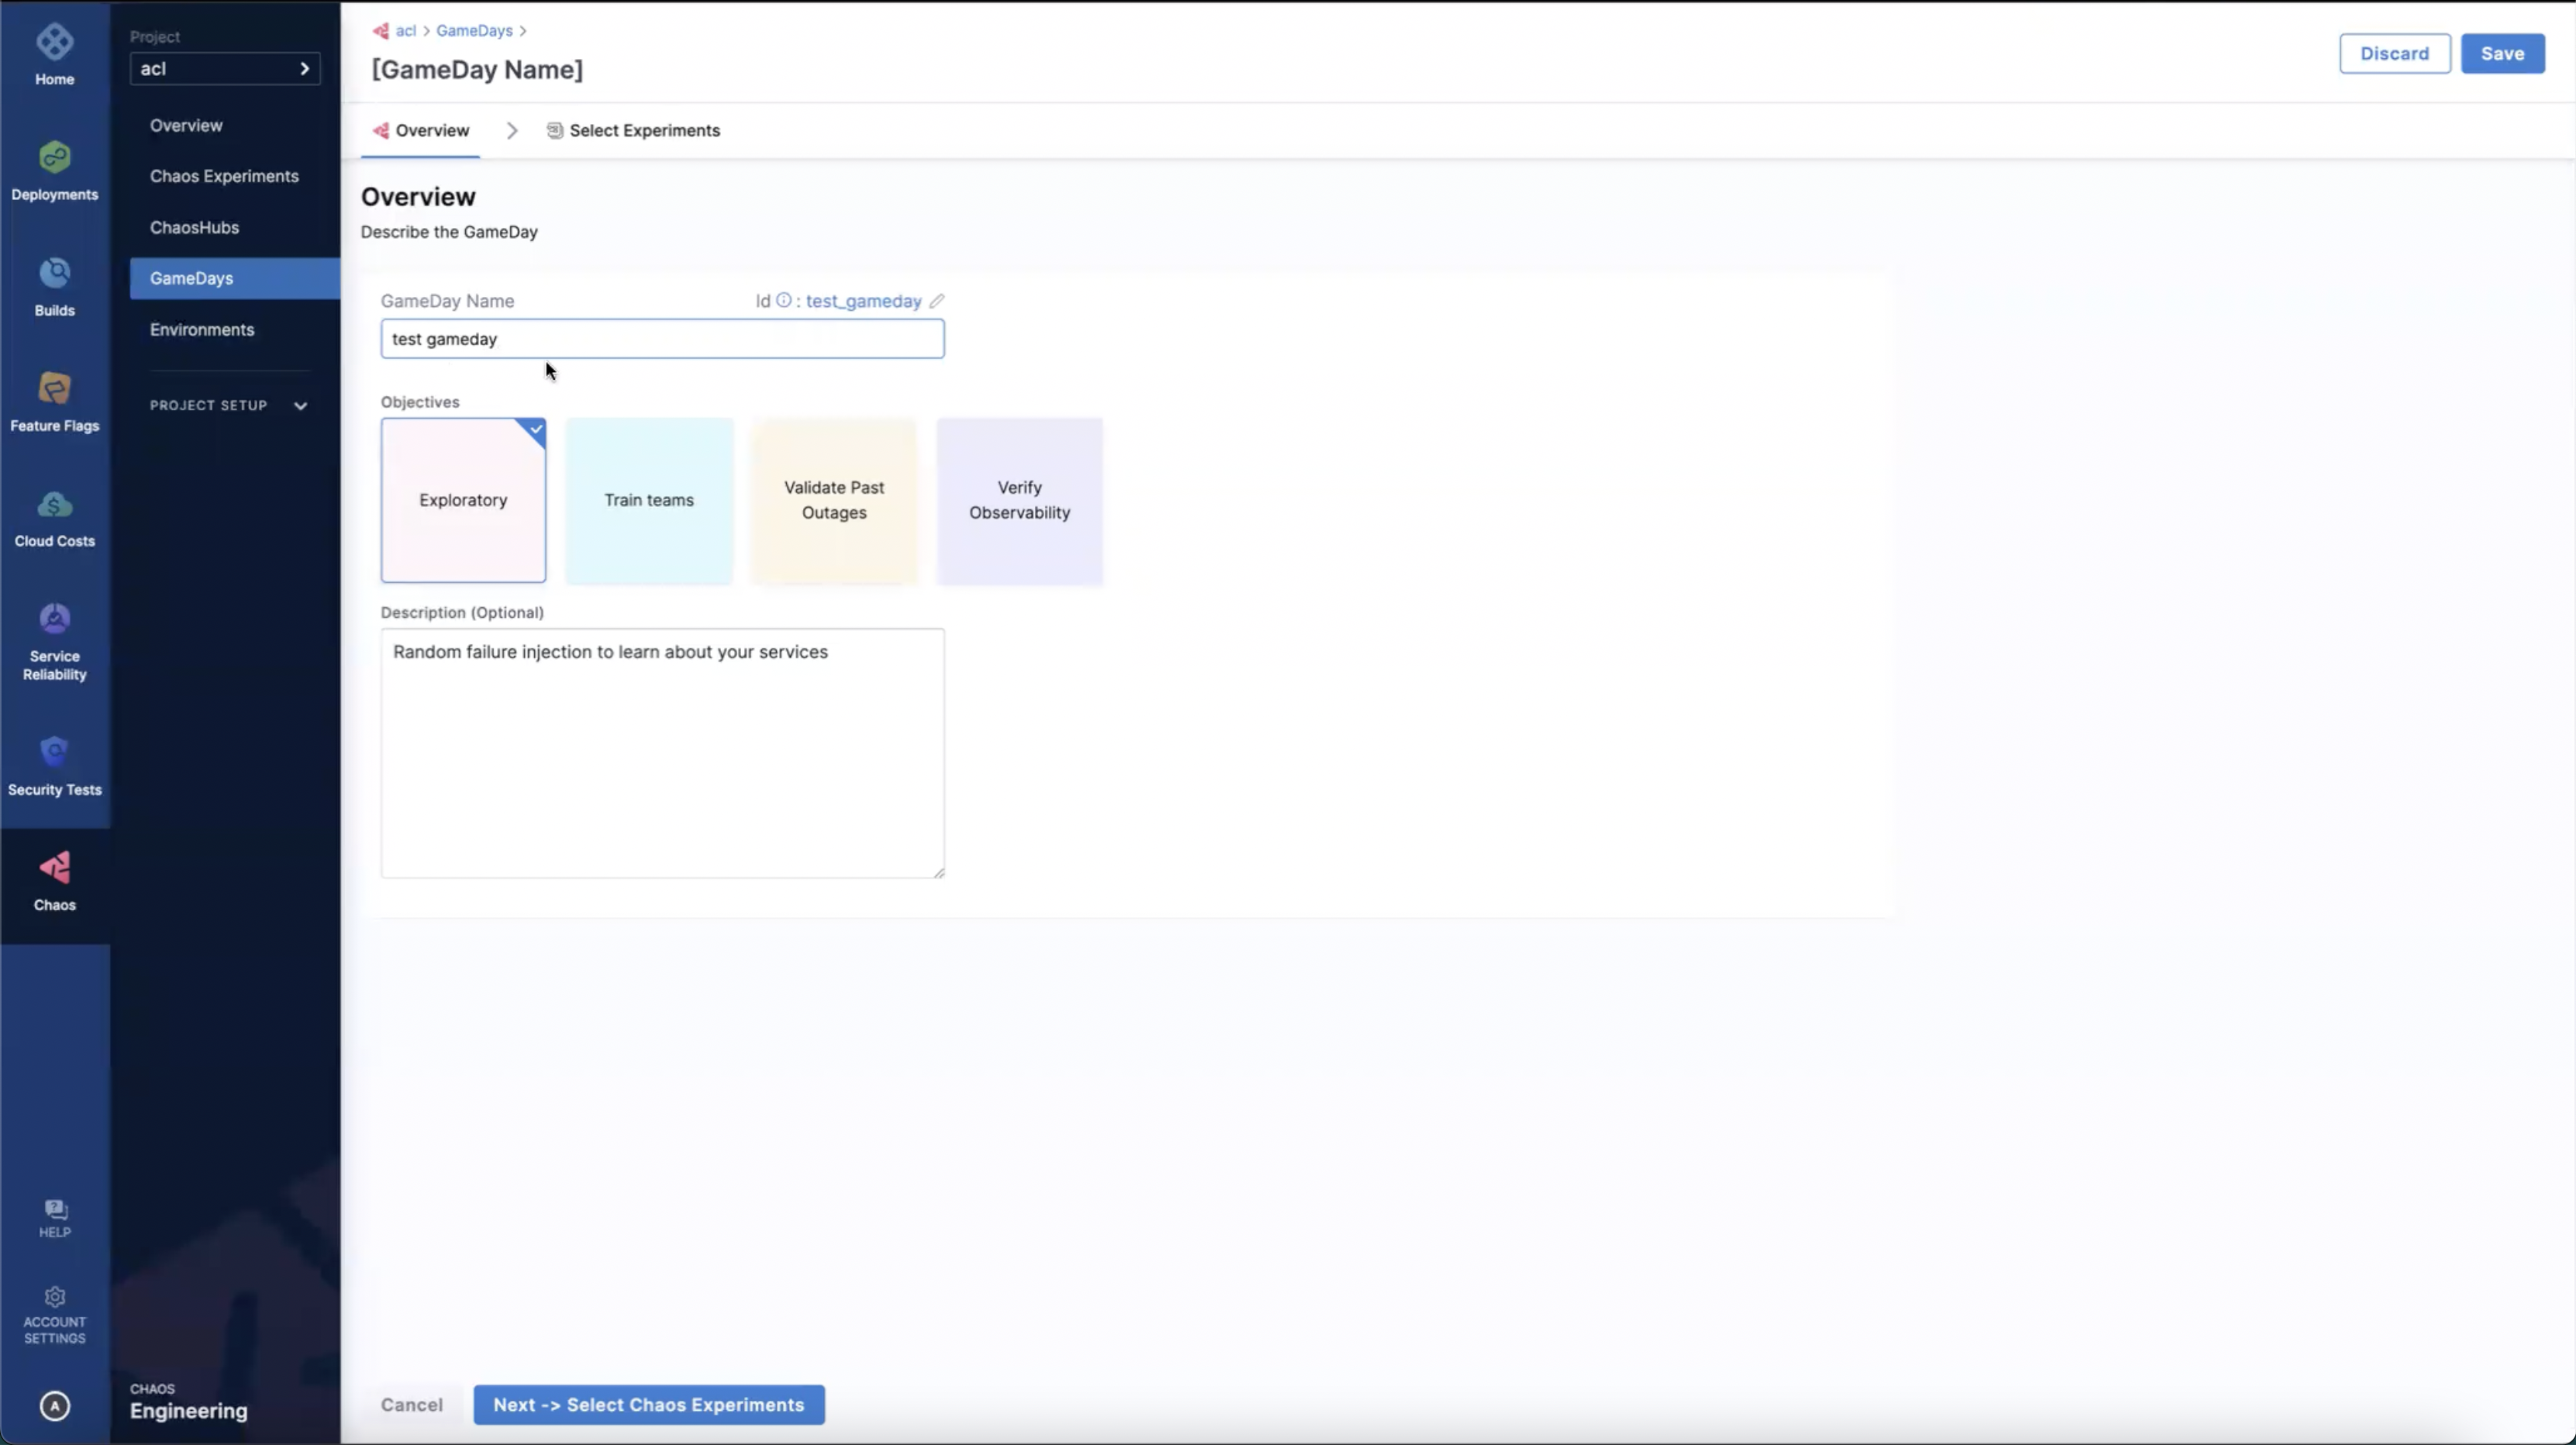 Home
Deployments
Builds
Feature Flags
Cloud Costs
Service
Reliability
Security Tests
Chaos
HELP
ACCOUNT
SETTINGS
A
Project
acl
Overview
Chaos Experiments
ChaosHubs
GameDays
Environments
PROJECT SETUP
CHAOS
Engineering
acl > GameDays >
[GameDay Name]
Discard
Save
Overview
Select Experiments
Overview
Describe the GameDay
GameDay Name
Id : test_gameday
test gameday
Objectives
Exploratory
Train teams
Validate Past
Outages
Verify
Observability
Description (Optional)
Random failure injection to learn about your services
Cancel
Next -> Select Chaos Experiments